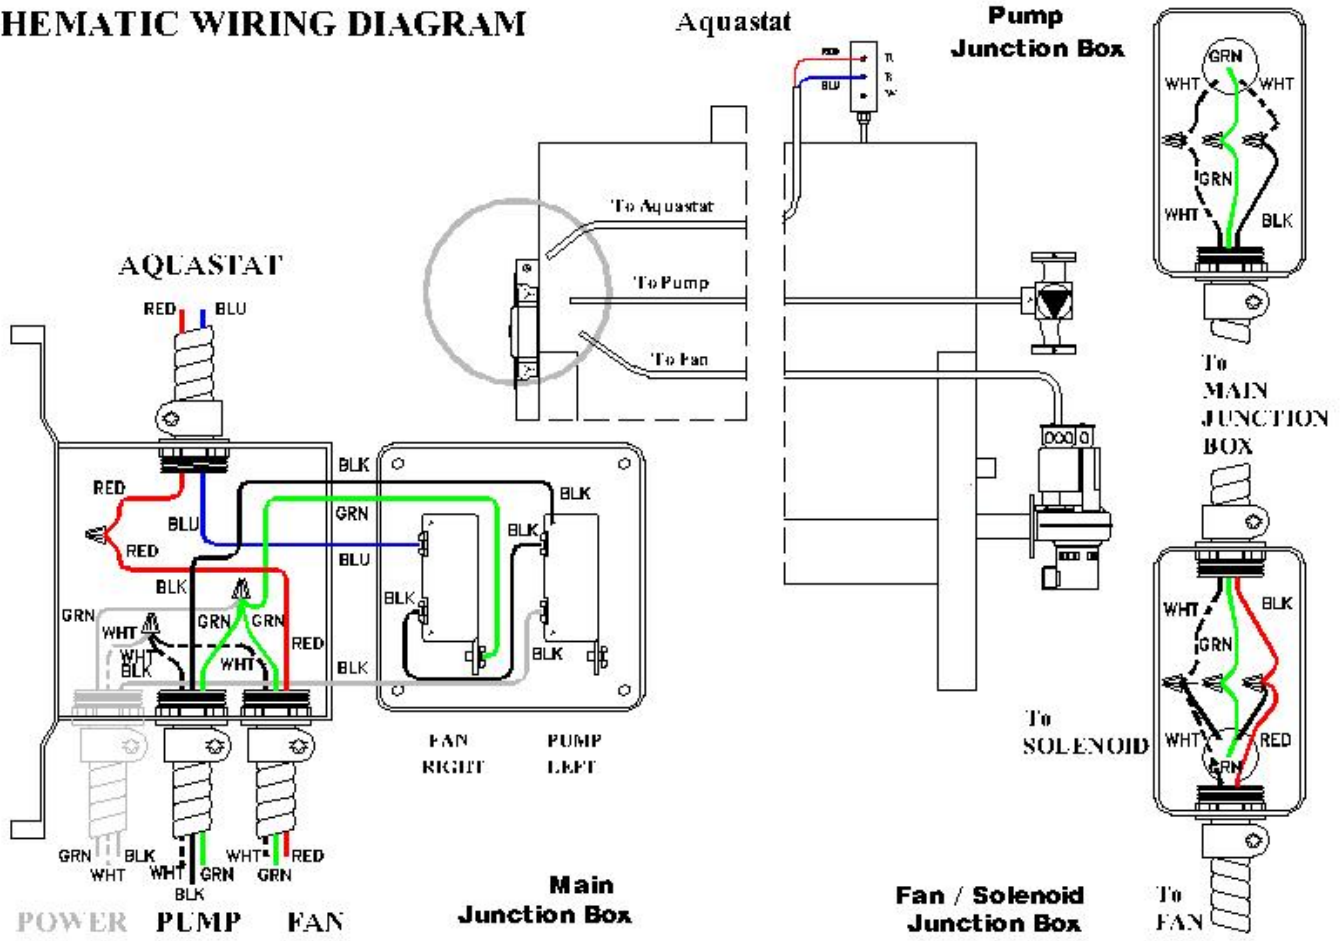 HEMATIC WIRING DIAGRAM
Aquastat
Pump
Junction Box
RED
BLU
R
B
W
GRN
WHT
WHT
GRN
WHT
BLK
To
MAIN
JUNCTION
BOX
To Aquastat
To Pump
To Fan
AQUASTAT
RED
BLU
RED
BLU
RED
BLK
GRN
WHT
WHT
BLK
GRN
GRN
WHT
RED
BLK
GRN
BLU
BLK
BLK
BLK
BLK
BLK
FAN
RIGHT
PUMP
LEFT
GRN
WHT
BLK
WHT
WHT
BLK
GRN
WHT
GRN
RED
POWER
PUMP
FAN
Main
Junction Box
WHT
BLK
GRN
WHT
RED
GRN
To
SOLENOID
To
FAN
Fan / Solenoid
Junction Box